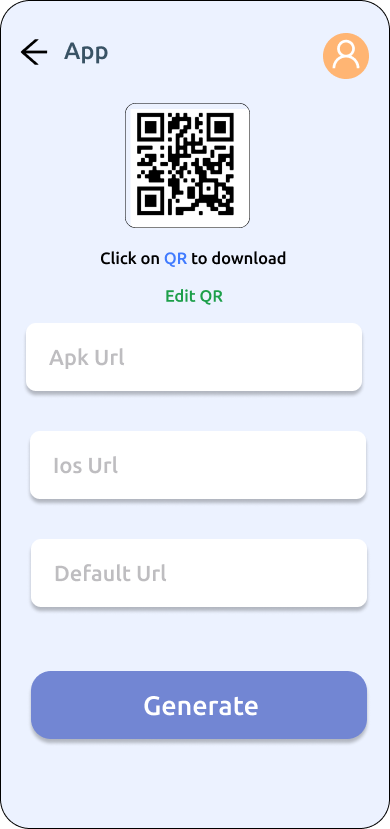 App
Click on QR to download
Edit QR
Apk Url
Ios Url
Default Url
Generate